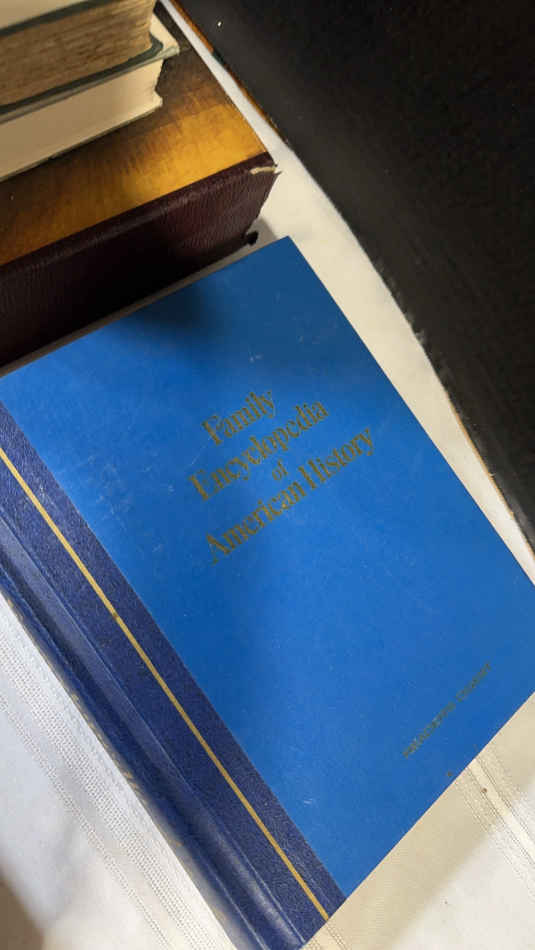 Family
Encyclopedia
of
American History